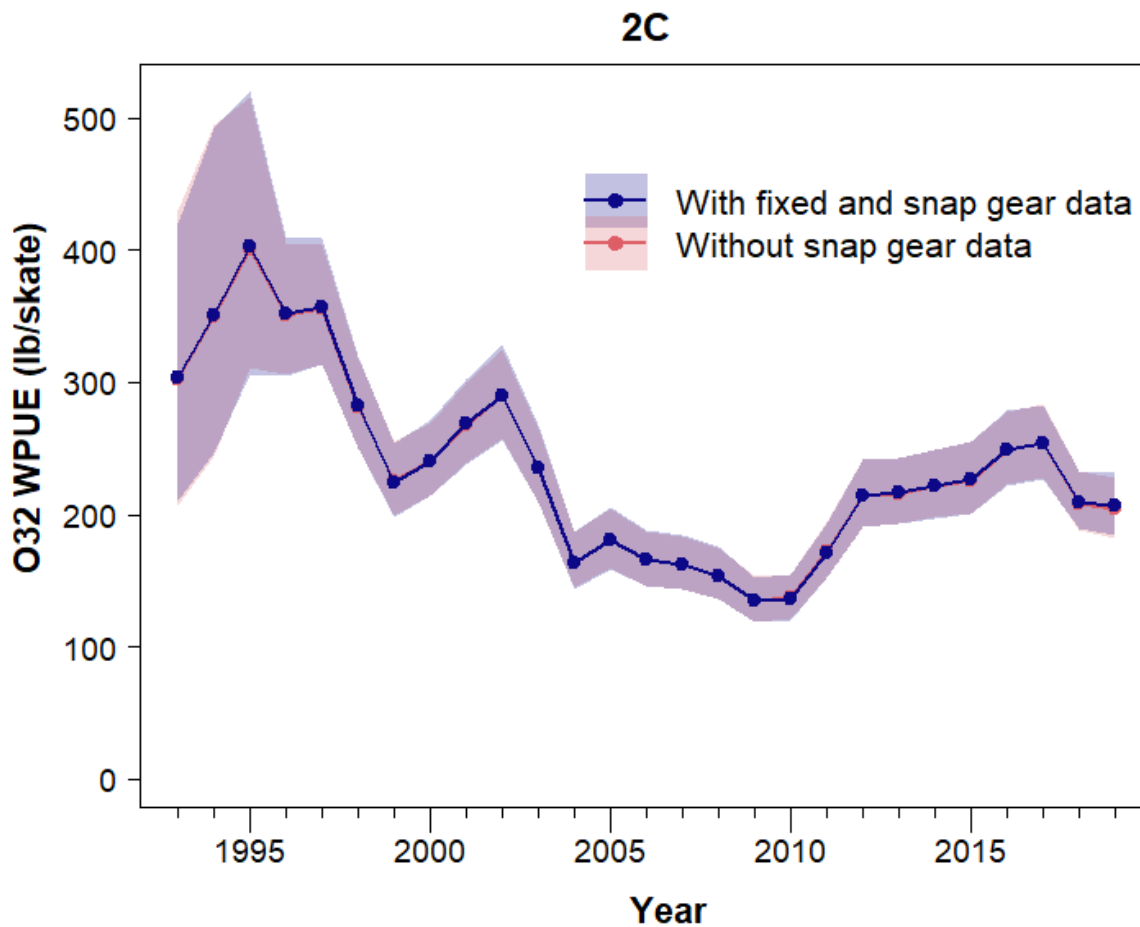 2C
O32 WPUE (lb/skate)
500
400
300
200
100
0
With fixed and snap gear data
Without snap gear data
1995
2000
2005
2010
2015
Year